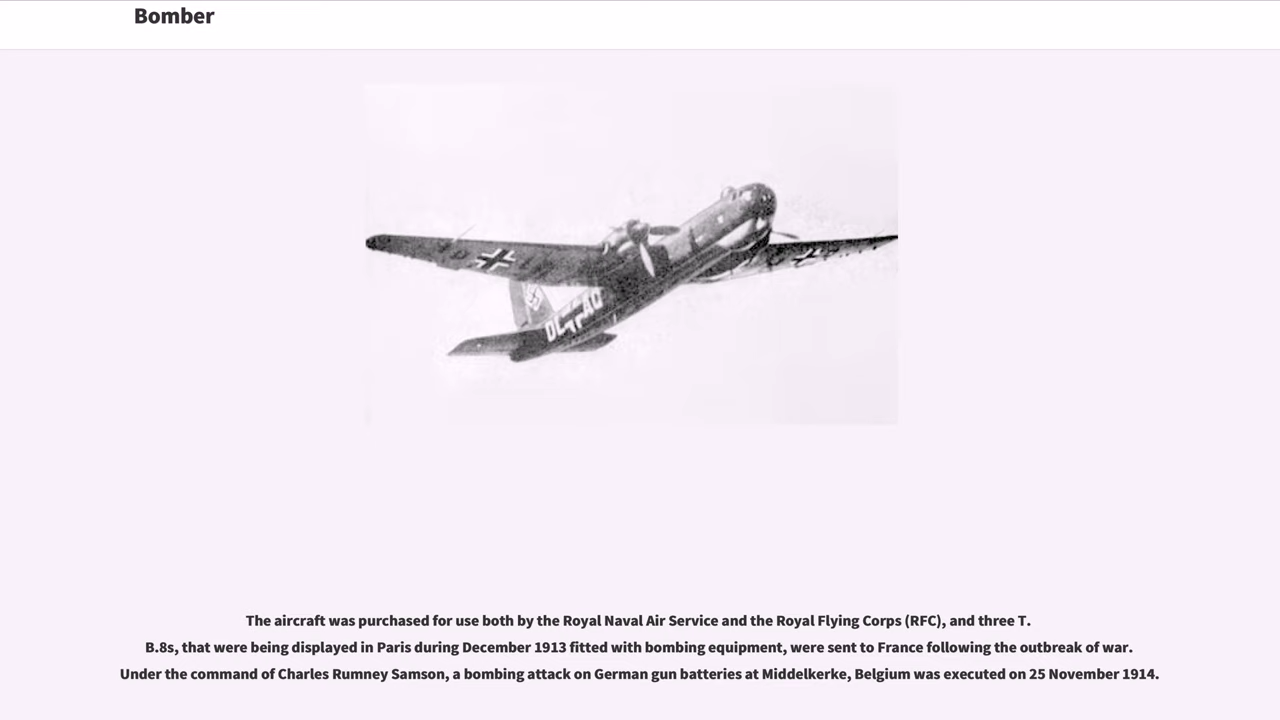 Bomber
DL AQ
The aircraft was purchased for use both by the Royal Naval Air Service and the Royal Flying Corps (RFC), and three T.
B.8s, that were being displayed in Paris during December 1913 fitted with bombing equipment, were sent to France following the outbreak of war.
Under the command of Charles Rumney Samson, a bombing attack on German gun batteries at Middelkerke, Belgium was executed on 25 November 1914.